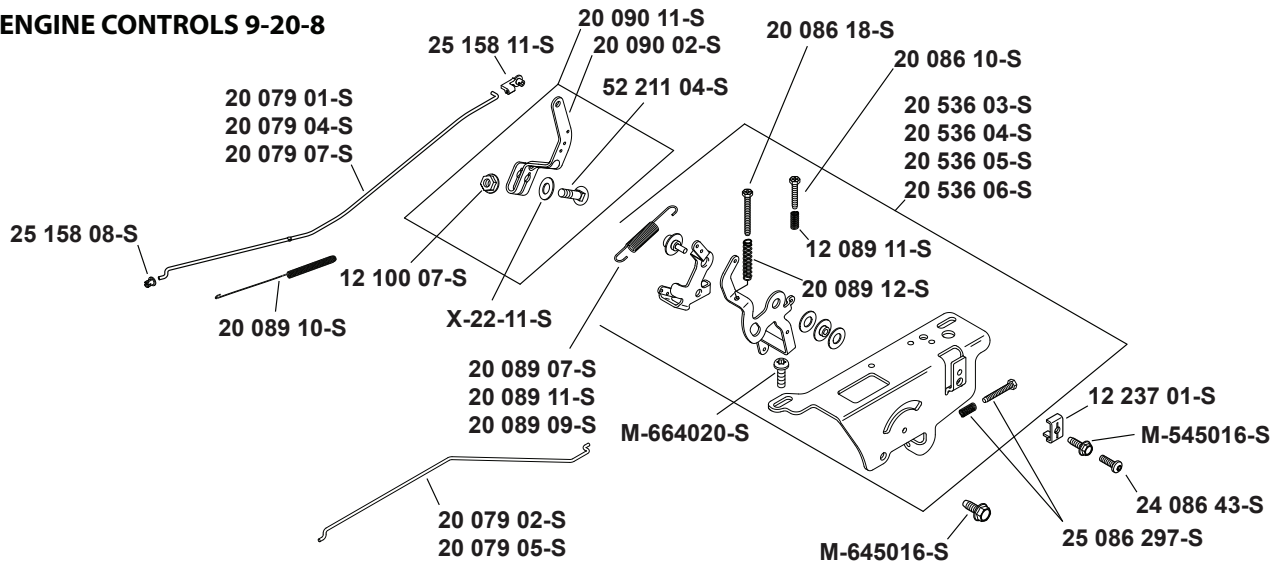 ENGINE CONTROLS 9-20-8
20 090 11-S
20 090 02-S
25 158 11-S
52 211 04-S
20 086 18-S
20 086 10-S
20 079 01-S
20 079 04-S
20 079 07-S
20 536 03-S
20 536 04-S
20 536 05-S
20 536 06-S
25 158 08-S
12 100 07-S
12 089 11-S
20 089 12-S
20 089 10-S
X-22-11-S
20 089 07-S
20 089 11-S
20 089 09-S
M-664020-S
12 237 01-S
M-545016-S
24 086 43-S
25 086 297-S
M-645016-S
20 079 02-S
20 079 05-S